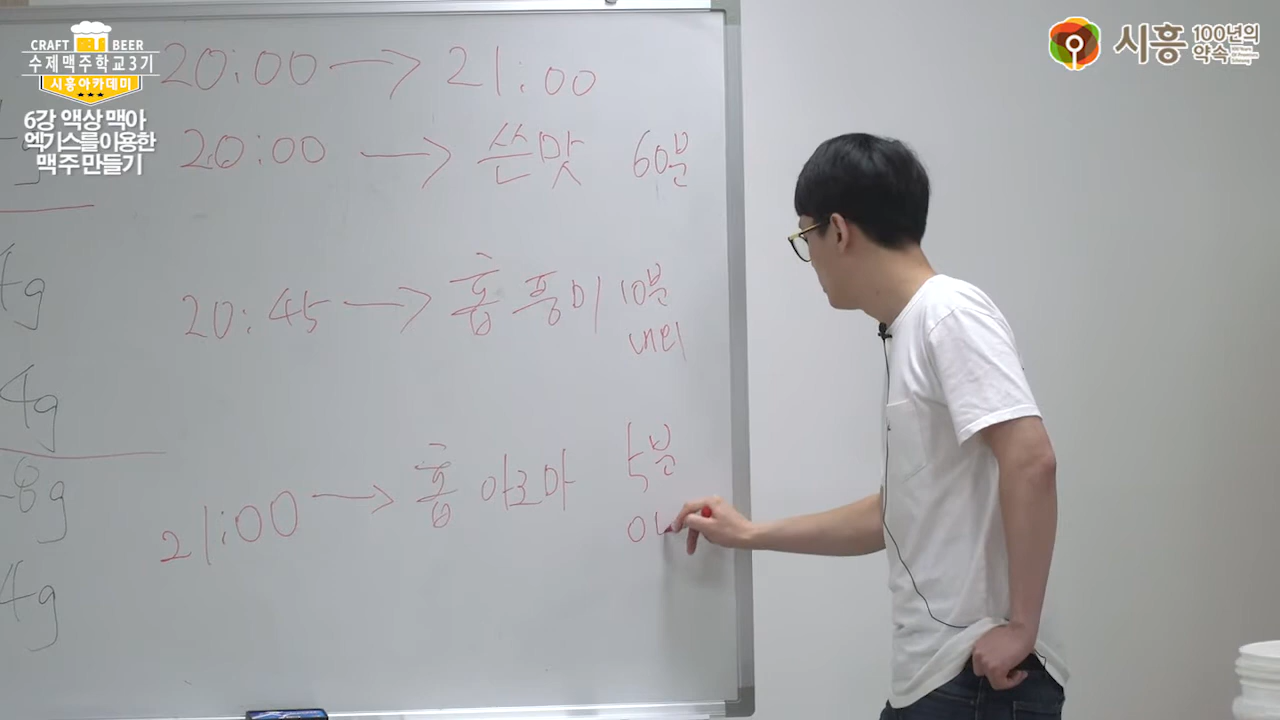 CRAFT BEER
수제맥주학교3기
시흥아카데미
6강 액상 맥아
엑기스를이용한
맥주 만들기
시흥 100년의
약속
20:00 → 21:00
20:00 → 쓴맛 60분
20:45 → 홉 풍미 10분
내외
21:00 → 홉 아로마 5분
4g
4g
8g
4g